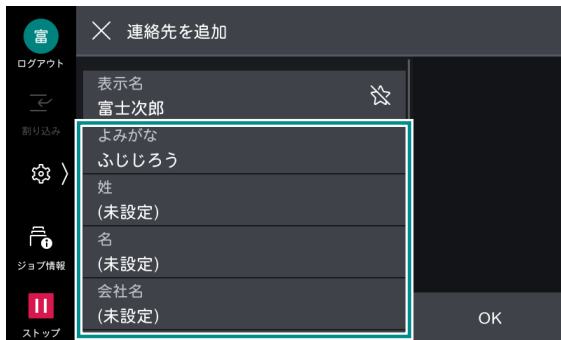 富
ログアウト
割り込み
ジョブ情報
ストップ
連絡先を追加
表示名
富士次郎
よみがな
ふじじろう
姓
(未設定)
名
(未設定)
会社名
(未設定)
OK